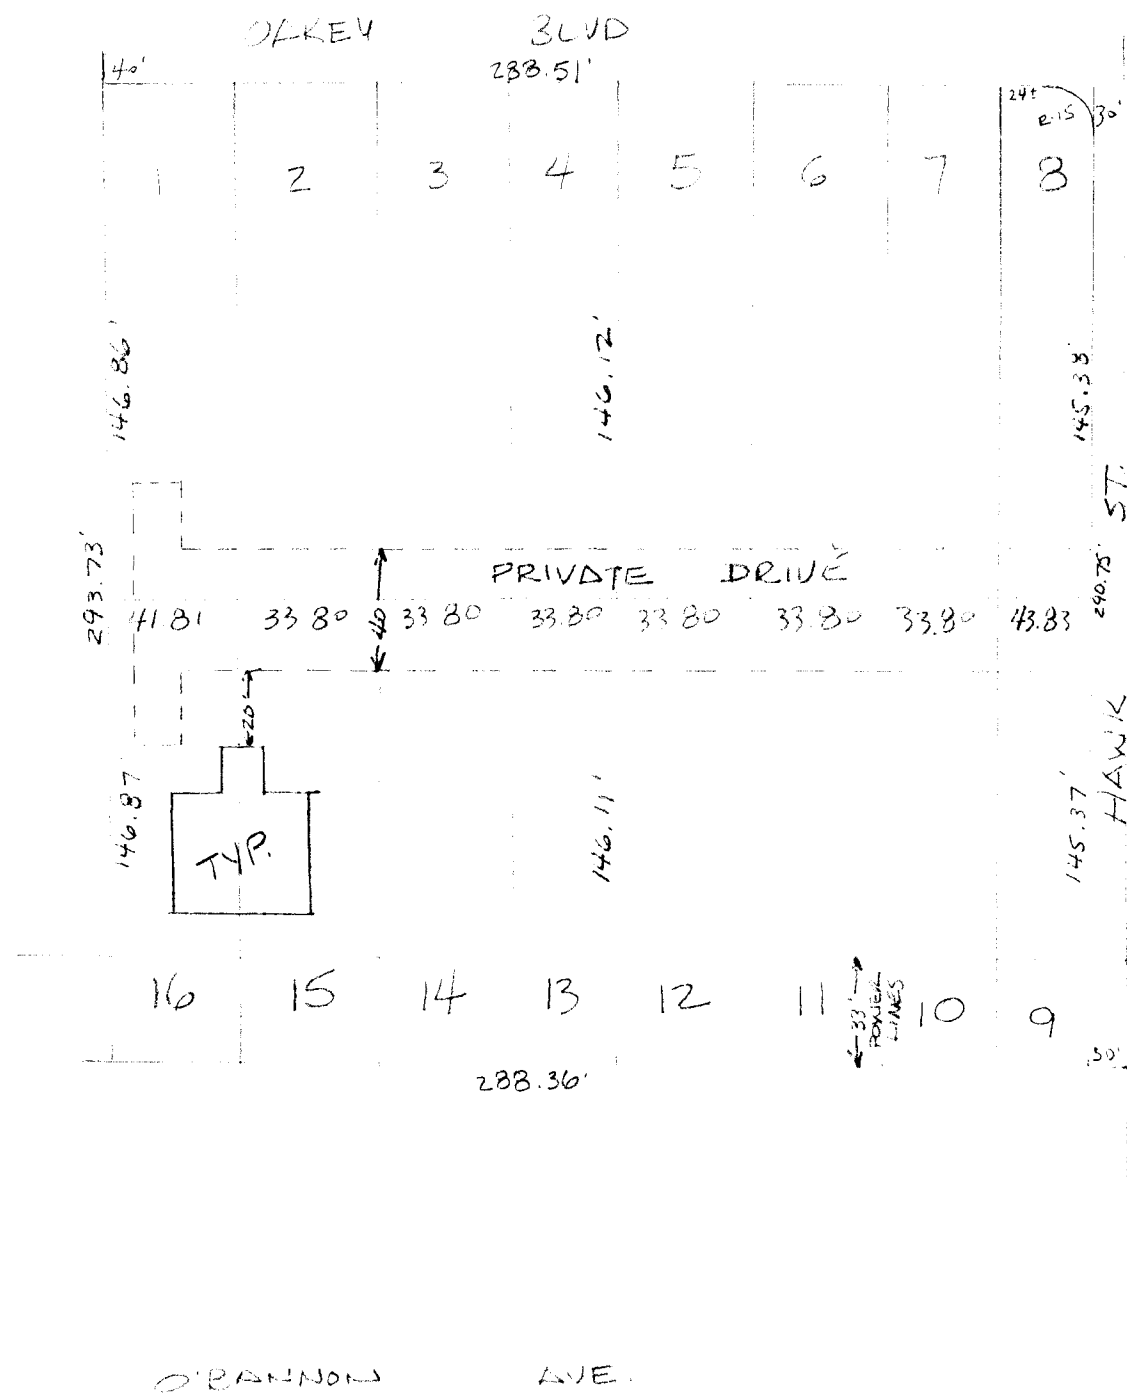 OAKEY BLVD
40'
288.51'
24±
R-15
30'
1 2 3 4 5 6 7 8
146.86'
146.12'
145.38'
ST.
PRIVATE DRIVE
293.73'
41.81 33.80 40 33.80 33.80 33.80 33.80 33.80 43.83
290.75'
20'
HAWK
146.87
TYP.
146.11'
145.37'
16 15 14 13 12 11 10 9
33'
POWER
LINES
30'
288.36'
O'BANNON AVE.